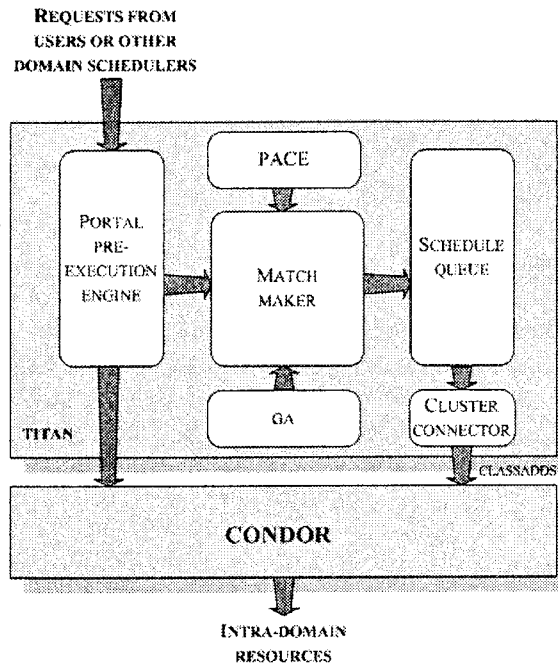 REQUESTS FROM
USERS OR OTHER
DOMAIN SCHEDULERS
PORTAL
PRE-
EXECUTION
ENGINE
PACE
MATCH
MAKER
GA
SCHEDULE
QUEUE
CLUSTER
CONNECTOR
TITAN
CLASSADDS
CONDOR
INTRA-DOMAIN
RESOURCES